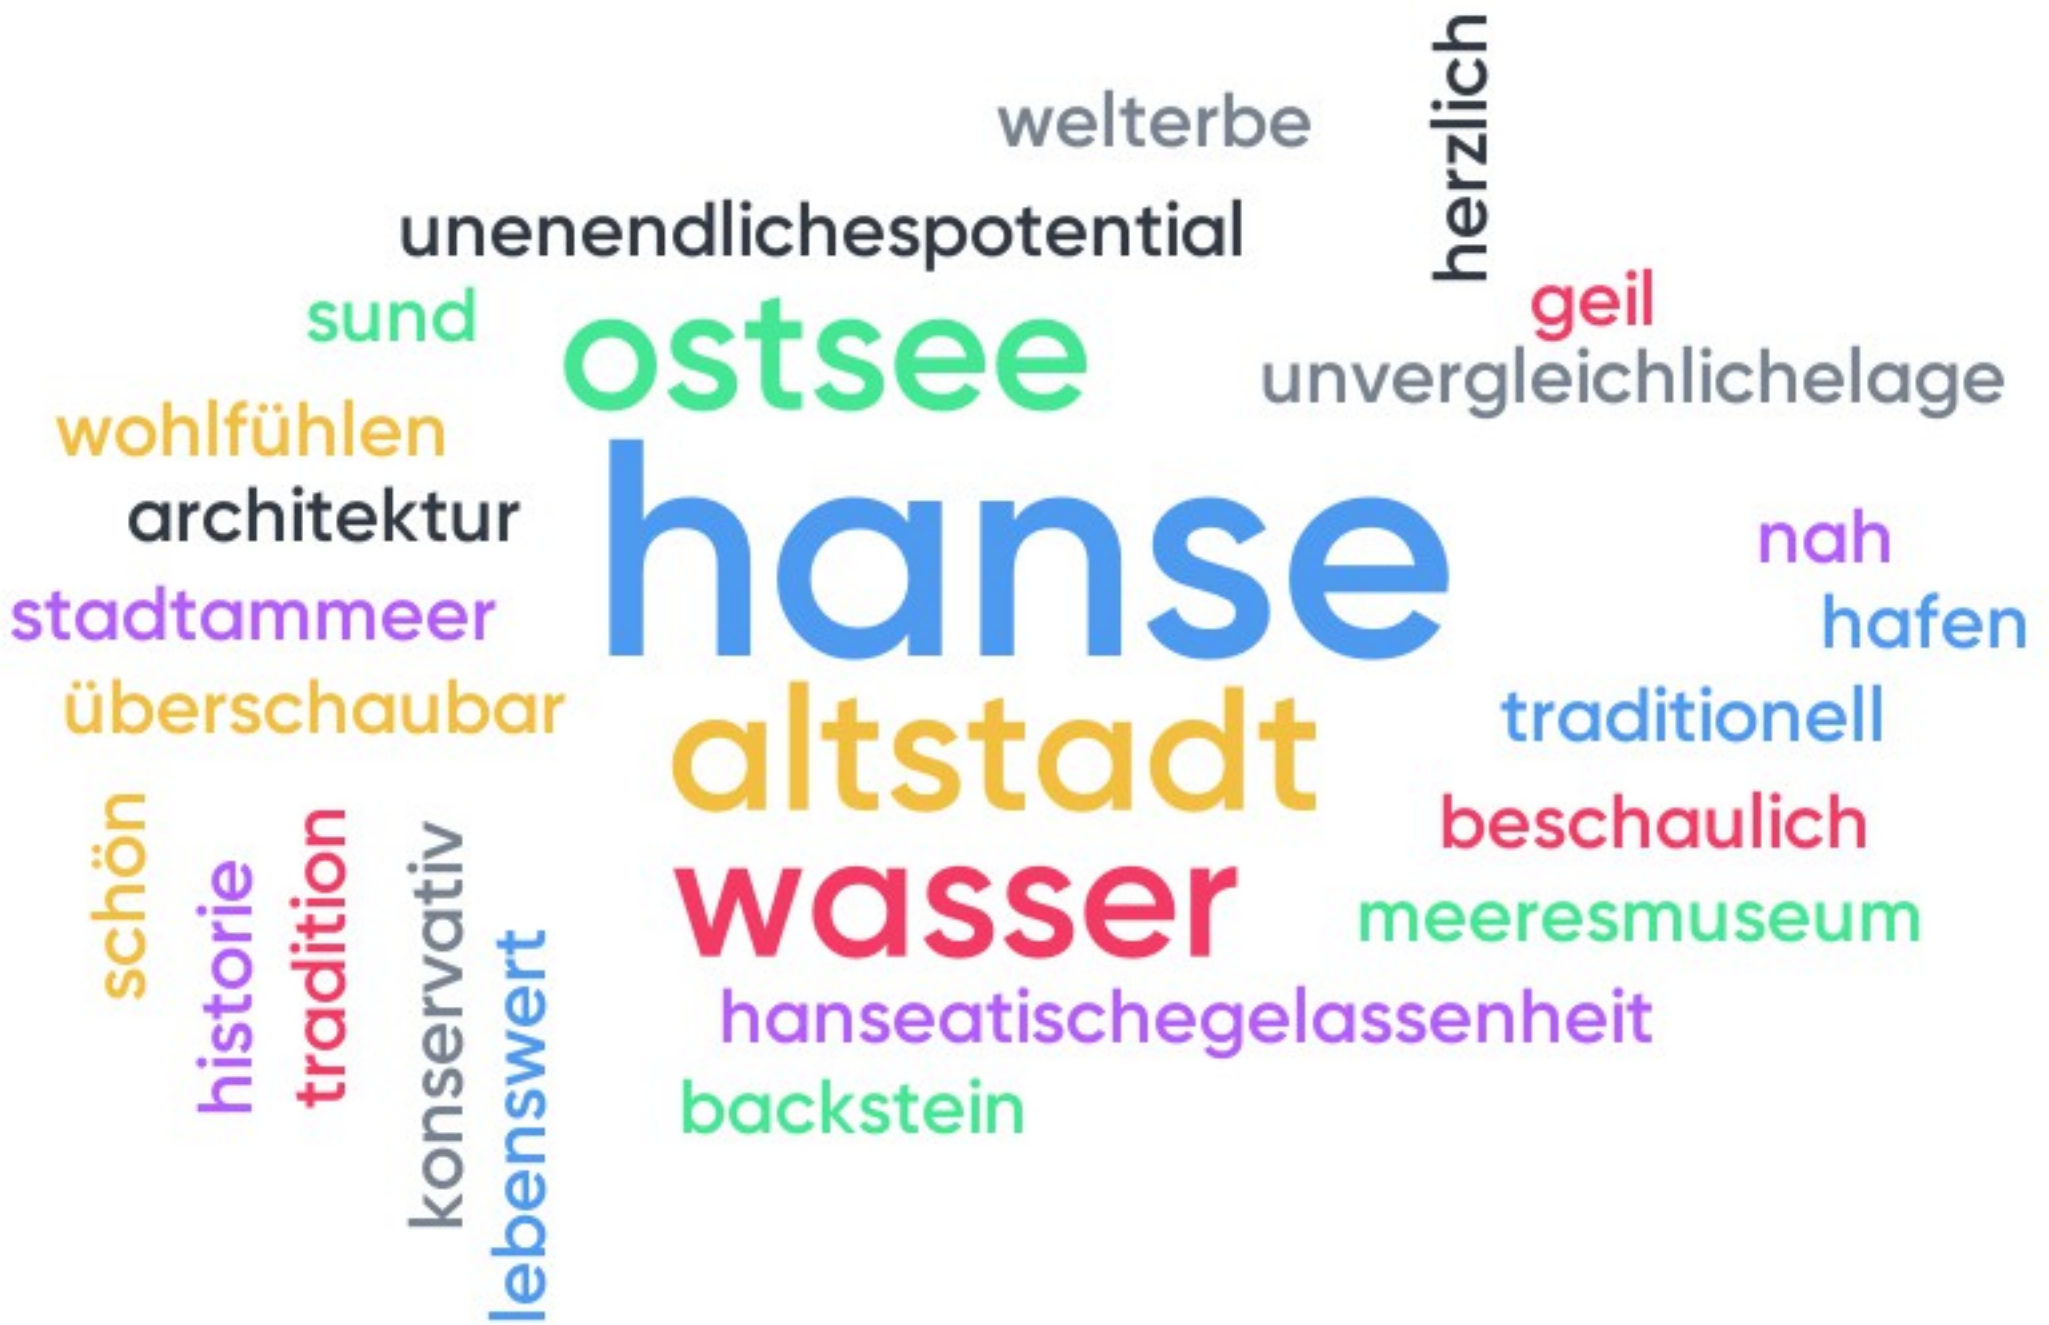 herzlich
welterbe
unenendlichespotential
geil
sund
ostsee
unvergleichlichelage
wohlfühlen
architektur
hanse
nah
stadtammeer
hafen
überschaubar
altstadt
traditionell
schön
historie
tradition
konservativ
lebenswert
wasser
beschaulich
meeresmuseum
hanseatischegelassenheit
backstein